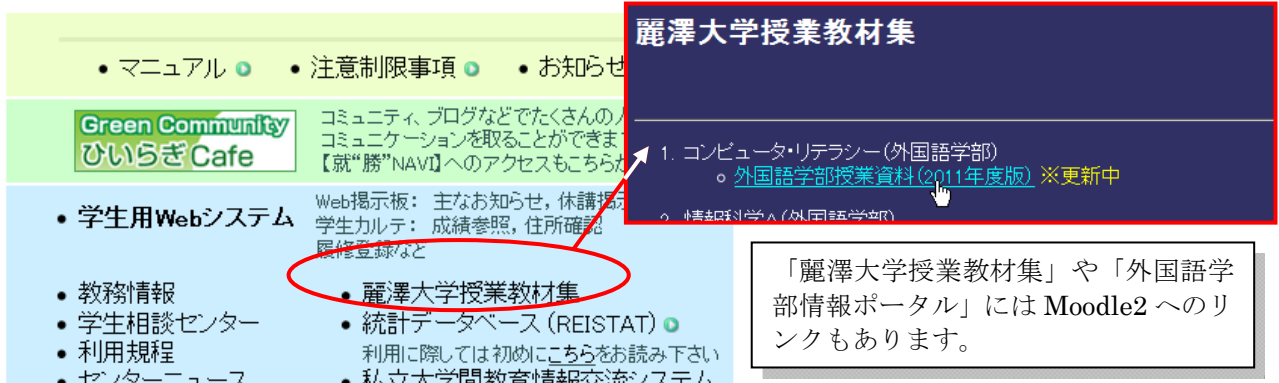 • マニュアル
• 注意制限事項
• お知らせ
Green Community
ひいらぎCafe
コミュニティ、ブログなどでたくさんの
コミュニケーションを取ることができま
【就“勝”NAVI】へのアクセスもこちらか
• 学生用Webシステム
Web掲示板： 主なお知らせ，休講掲示
学生カルテ： 成績参照，住所確認
履修登録など
• 教務情報
• 学生相談センター
• 利用規程
• センターニュース
• 麗澤大学授業教材集
• 統計データベース（REISTAT）
利用に際しては初めにこちらをお読み下さい
• 私立大学間教育情報交流システム
麗澤大学授業教材集
1. コンピュータ・リテラシー（外国語学部）
○ 外国語学部授業資料（2011年度版） ※更新中
2. 情報科学A（外国語学部）
「麗澤大学授業教材集」や「外国語学
部情報ポータル」には Moodle2 へのリ
ンクもあります。